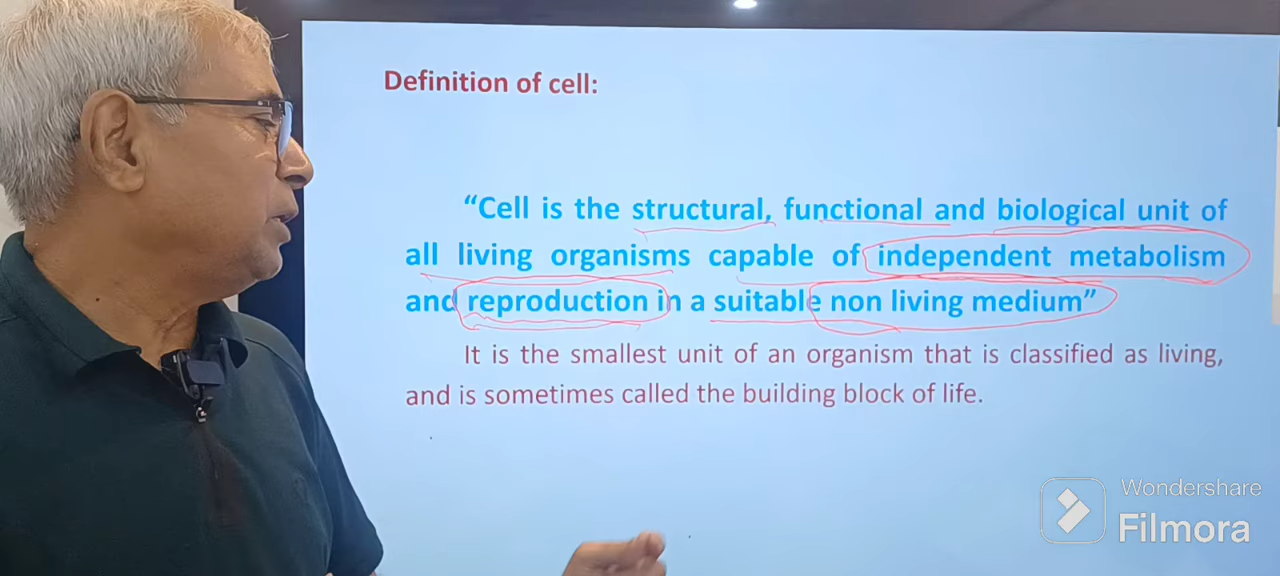 Definition of cell:
“Cell is the structural, functional and biological unit of
all living organisms capable of independent metabolism
and reproduction in a suitable non living medium”
It is the smallest unit of an organism that is classified as living,
and is sometimes called the building block of life.
Wondershare
Filmora